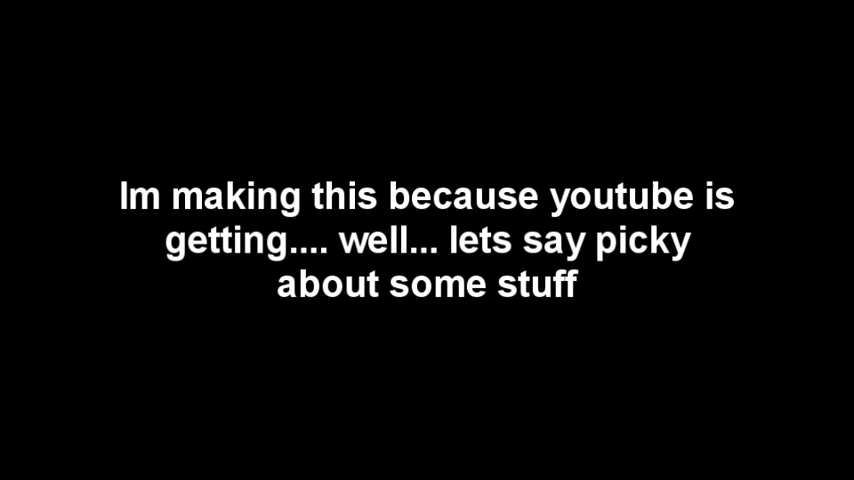 Im making this because youtube is
getting.... well... lets say picky
about some stuff